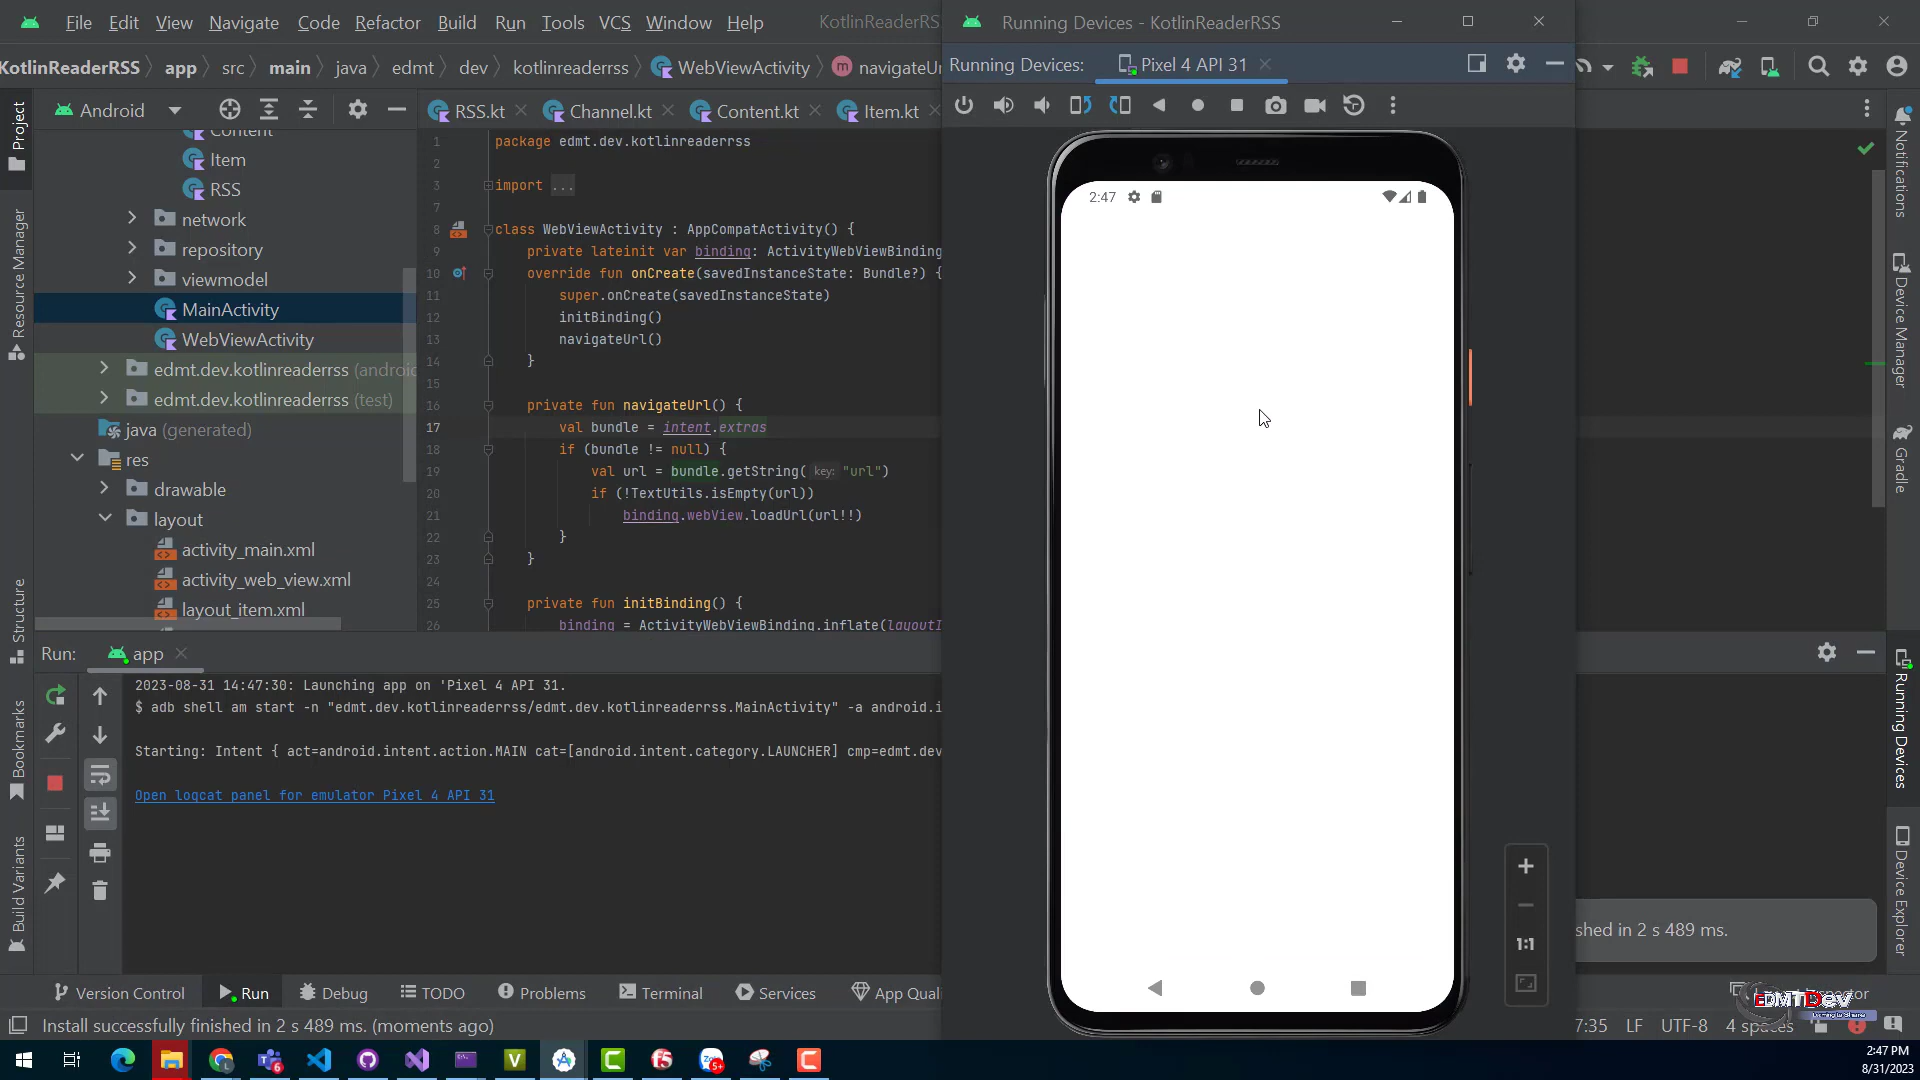 File Edit View Navigate Code Refactor Build Run Tools VCS Window Help KotlinReaderRS
Running Devices - KotlinReaderRSS
KotlinReaderRSS app src main java edmt dev kotlinreaderrss WebViewActivity navigateUr
Running Devices: Pixel 4 API 31
Android
RSS.kt Channel.kt Content.kt Item.kt
Project
Resource Manager
Structure
Bookmarks
Build Variants
Content
Item
RSS
network
repository
viewmodel
MainActivity
WebViewActivity
edmt.dev.kotlinreaderrss (androic
edmt.dev.kotlinreaderrss (test)
java (generated)
res
drawable
layout
activity_main.xml
activity_web_view.xml
layout_item.xml
1 package edmt.dev.kotlinreaderrss
2
3 import ...
7
8 class WebViewActivity : AppCompatActivity() {
9 private lateinit var binding: ActivityWebViewBinding
10 override fun onCreate(savedInstanceState: Bundle?) {
11 super.onCreate(savedInstanceState)
12 initBinding()
13 navigateUrl()
14 }
15
16 private fun navigateUrl() {
17 val bundle = intent.extras
18 if (bundle != null) {
19 val url = bundle.getString( key: "url")
20 if (!TextUtils.isEmpty(url))
21 binding.webView.loadUrl(url!!)
22 }
23 }
24
25 private fun initBinding() {
26 binding = ActivityWebViewBinding.inflate(layoutI
2:47
Notifications
Device Manager
Gradle
Running Devices
Device Explorer
1:1
Run: app
2023-08-31 14:47:30: Launching app on 'Pixel 4 API 31.
$ adb shell am start -n "edmt.dev.kotlinreaderrss/edmt.dev.kotlinreaderrss.MainActivity" -a android.i
Starting: Intent { act=android.intent.action.MAIN cat=[android.intent.category.LAUNCHER] cmp=edmt.dev
Open logcat panel for emulator Pixel 4 API 31
shed in 2 s 489 ms.
Version Control Run Debug TODO Problems Terminal Services App Quali
Inspector
EDMTDev
Install successfully finished in 2 s 489 ms. (moments ago)
7:35 LF UTF-8 4 spaces
2:47 PM
8/31/2023